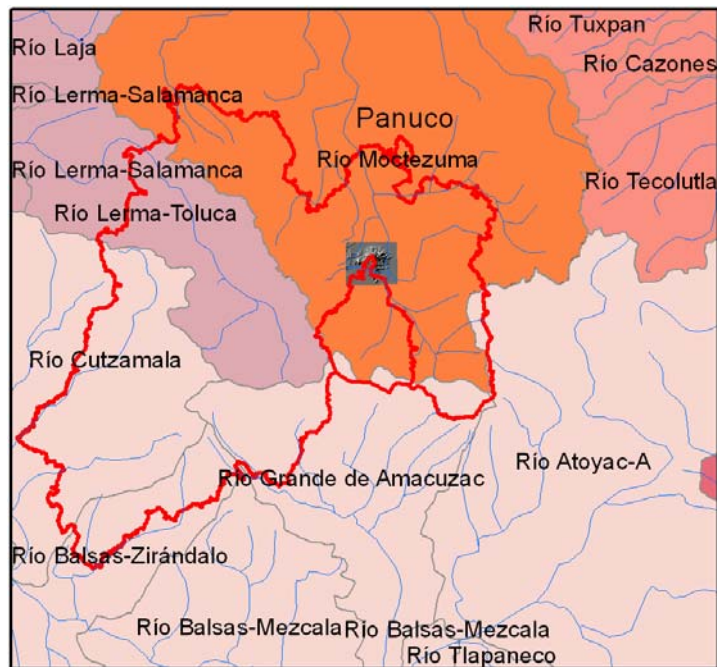 Río Tuxpan
Río Laja
Río Cazones
Río Lerma-Salamanca
Panuco
Río Moctezuma
Río Lerma-Salamanca
Río Tecolutla
Río Lerma-Toluca
Río Cutzamala
Río Atoyac-A
Río Grande de Amacuzac
Río Balsas-Zirándalo
Río Balsas-Mezcala
Río Balsas-Mezcala
Río Tlapaneco